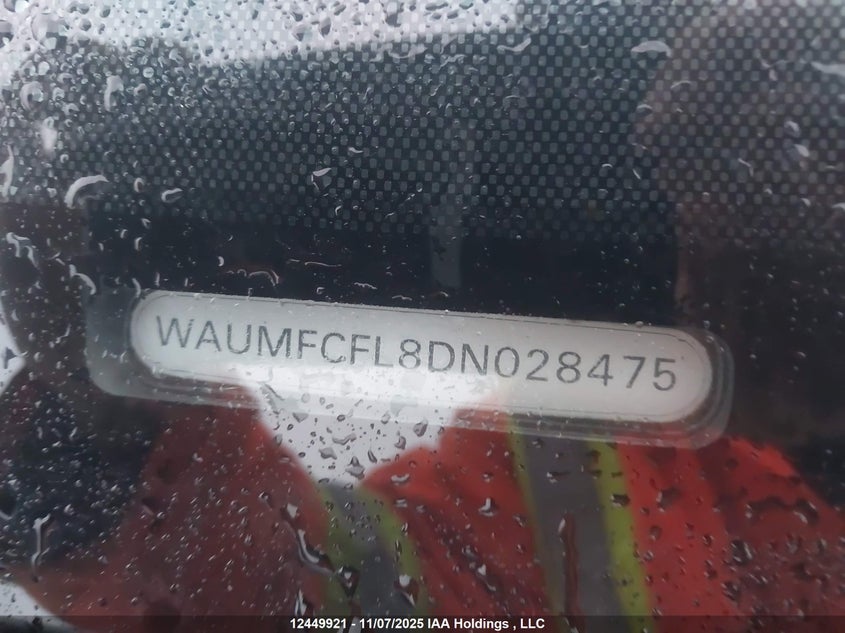 WAUMFCFL8DN028475
12449921 - 11/07/2025 IAA Holdings , LLC